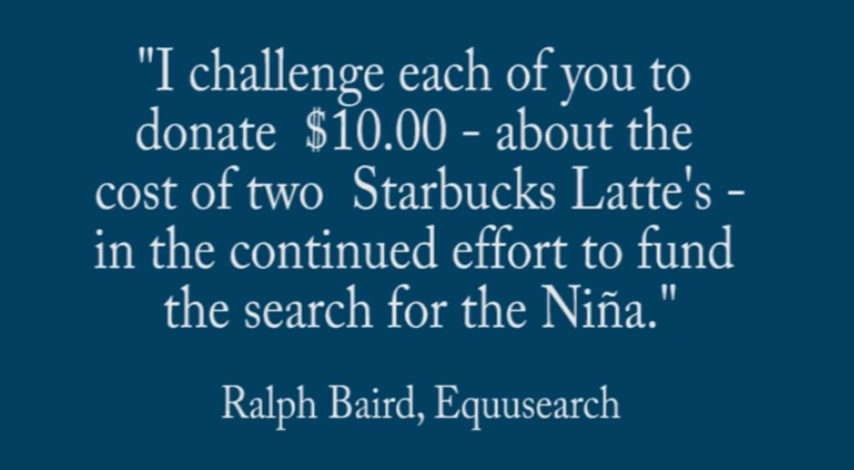 "I challenge each of you to
donate  $10.00 - about the
cost of two  Starbucks Latte's -
in the continued effort to fund
the search for the Niña."
Ralph Baird, Equusearch